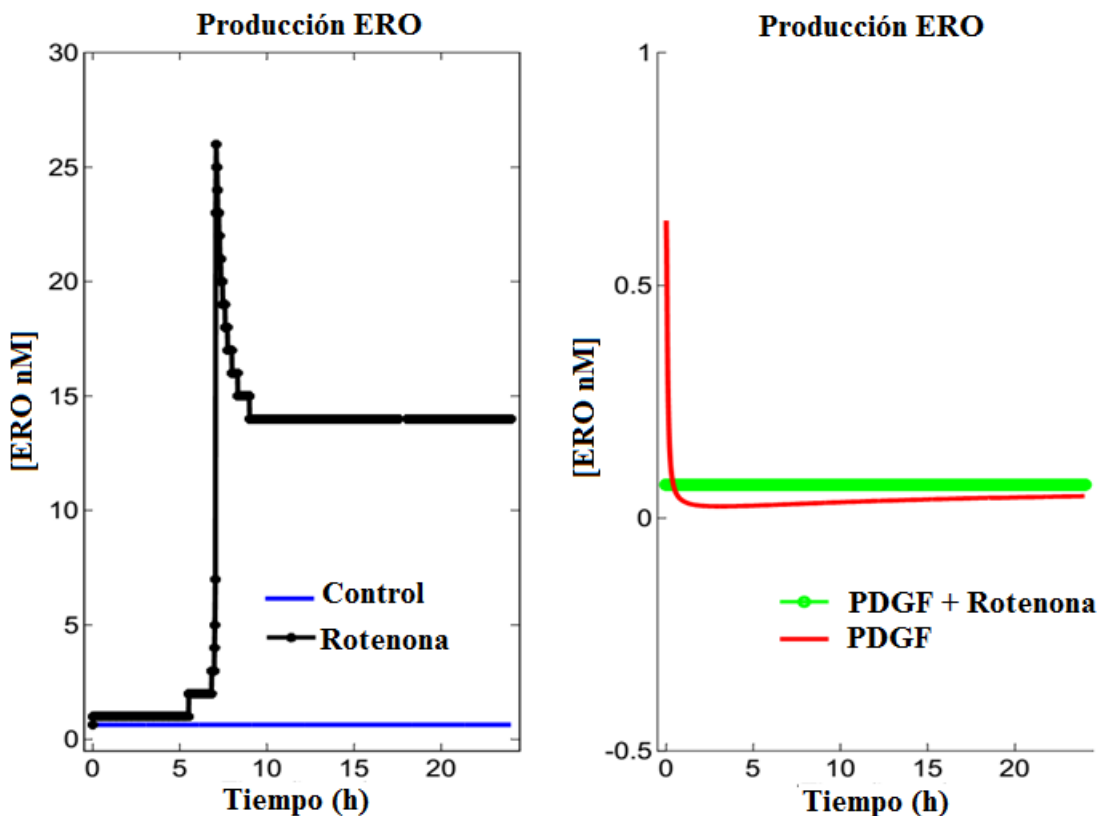 Producción ERO
30
25
20
15
10
5
0
[ERO nM]
Control
Rotenona
0 5 10 15 20
Tiempo (h)
Producción ERO
1
0.5
0
-0.5
[ERO nM]
PDGF + Rotenona
PDGF
0 5 10 15 20
Tiempo (h)